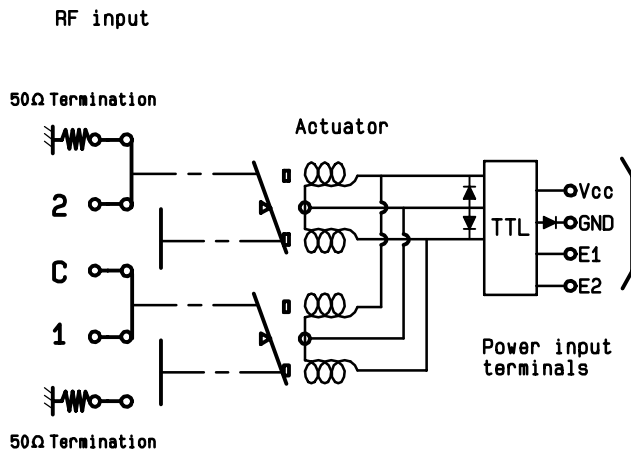 RF input
50Ω Termination
Actuator
2
C
1
50Ω Termination
TTL
Vcc
GND
E1
E2
Power input
terminals